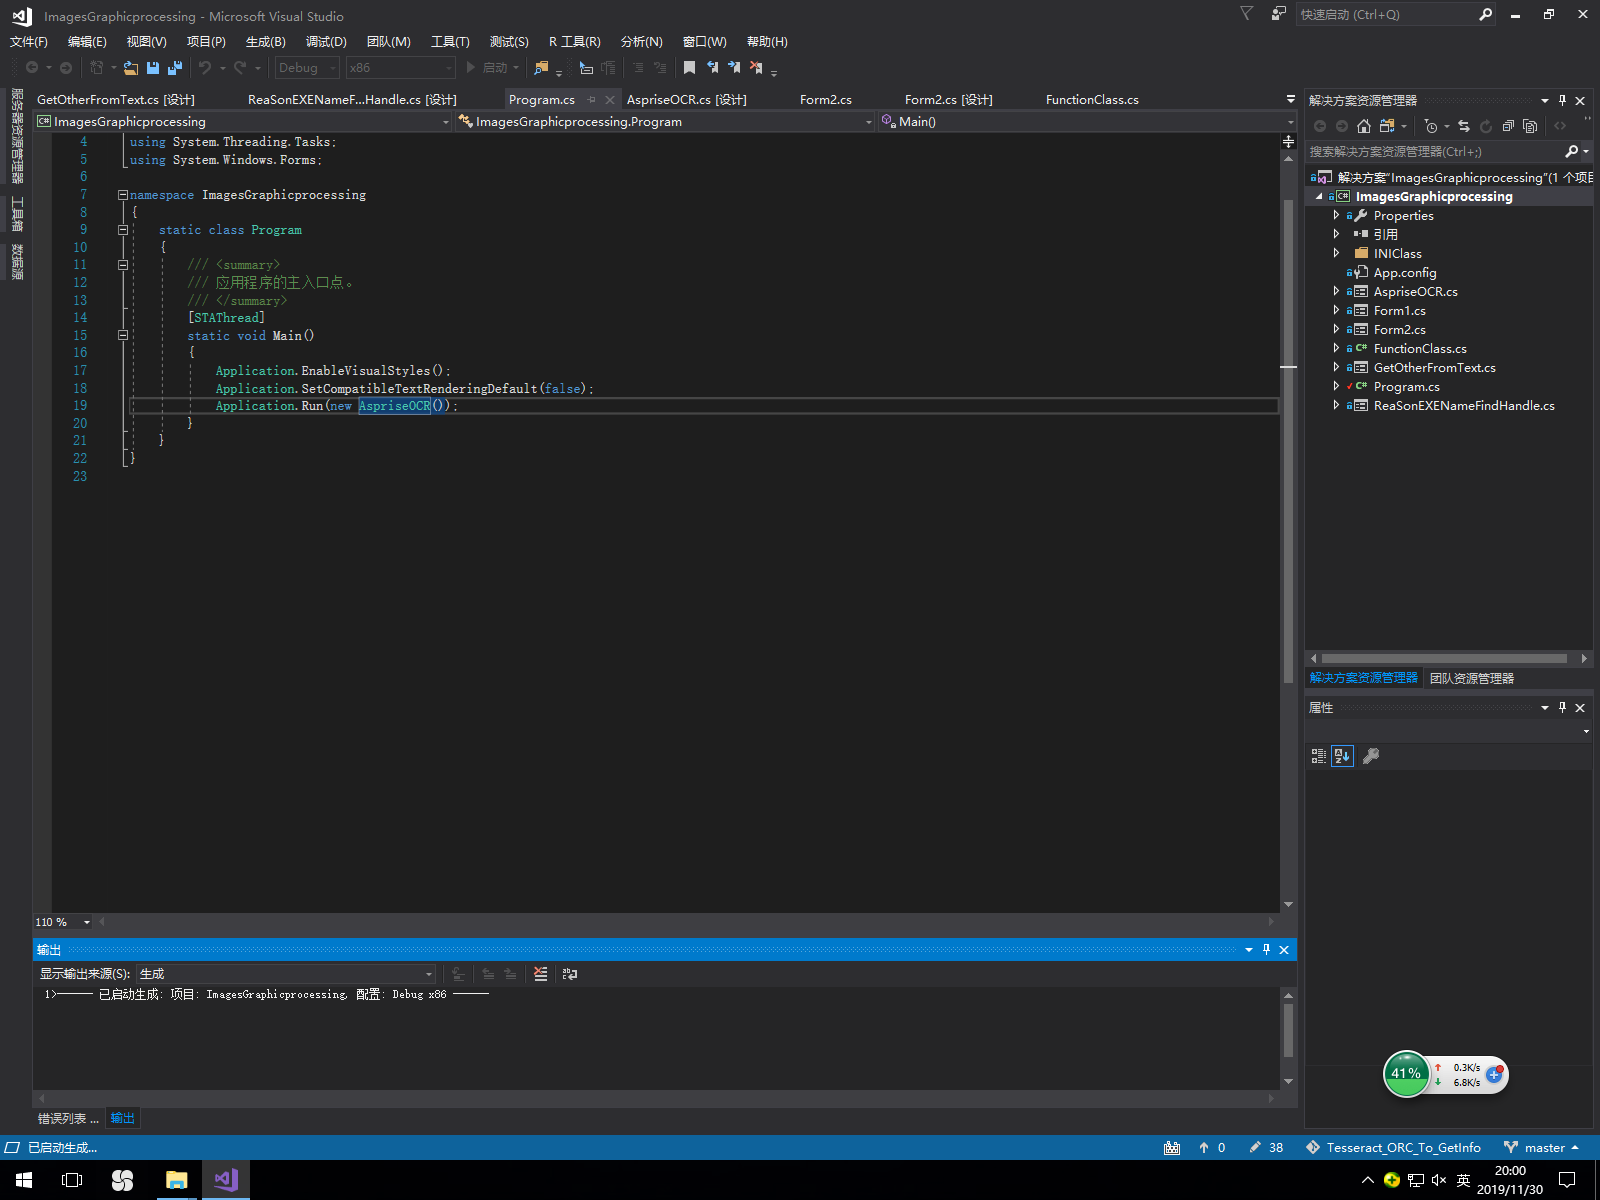 ImagesGraphicprocessing - Microsoft Visual Studio
快速启动 (Ctrl+Q)
文件(F) 编辑(E) 视图(V) 项目(P) 生成(B) 调试(D) 团队(M) 工具(T) 测试(S) R 工具(R) 分析(N) 窗口(W) 帮助(H)
Debug x86 启动
服务器资源管理器
工具箱
数据源
GetOtherFromText.cs [设计] ReaSonEXENameF...Handle.cs [设计] Program.cs AspriseOCR.cs [设计] Form2.cs Form2.cs [设计] FunctionClass.cs
ImagesGraphicprocessing ImagesGraphicprocessing.Program Main()
4 using System.Threading.Tasks;
5 using System.Windows.Forms;
6
7 namespace ImagesGraphicprocessing
8 {
9 static class Program
10 {
11 /// <summary>
12 /// 应用程序的主入口点。
13 /// </summary>
14 [STAThread]
15 static void Main()
16 {
17 Application.EnableVisualStyles();
18 Application.SetCompatibleTextRenderingDefault(false);
19 Application.Run(new AspriseOCR());
20 }
21 }
22 }
23
110 %
输出
显示输出来源(S): 生成
1>------ 已启动生成: 项目: ImagesGraphicprocessing, 配置: Debug x86 ------
错误列表 ... 输出
解决方案资源管理器
搜索解决方案资源管理器(Ctrl+;)
解决方案"ImagesGraphicprocessing"(1 个项目
ImagesGraphicprocessing
Properties
引用
INIClass
App.config
AspriseOCR.cs
Form1.cs
Form2.cs
FunctionClass.cs
GetOtherFromText.cs
Program.cs
ReaSonEXENameFindHandle.cs
解决方案资源管理器 团队资源管理器
属性
41% 0.3K/s
6.8K/s
已启动生成... 0 38 Tesseract_ORC_To_GetInfo master
英 20:00
2019/11/30